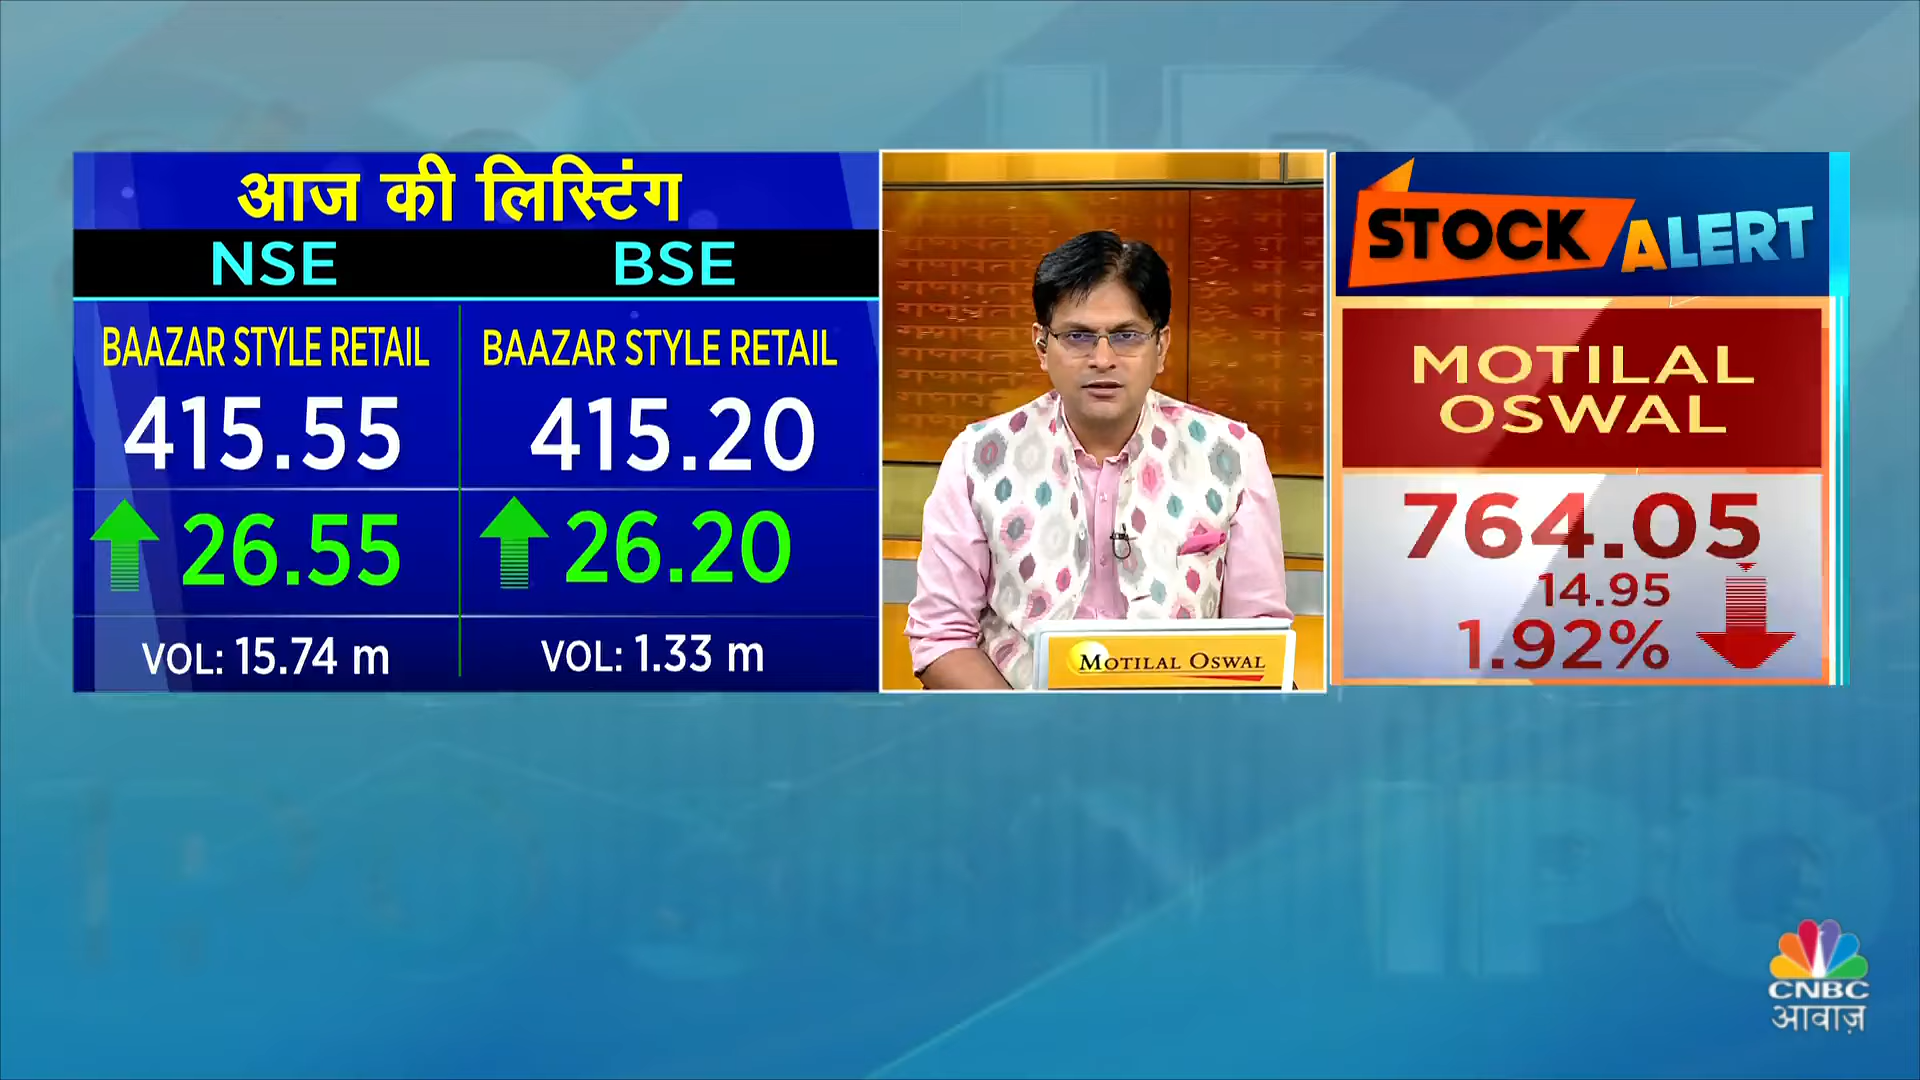 आज की लिस्टिंग
NSE BSE
BAAZAR STYLE RETAIL BAAZAR STYLE RETAIL
415.55 415.20
26.55 26.20
VOL: 15.74 m VOL: 1.33 m
MOTILAL OSWAL
STOCK ALERT
MOTILAL
OSWAL
764.05
14.95
1.92%
CNBC
आवाज़